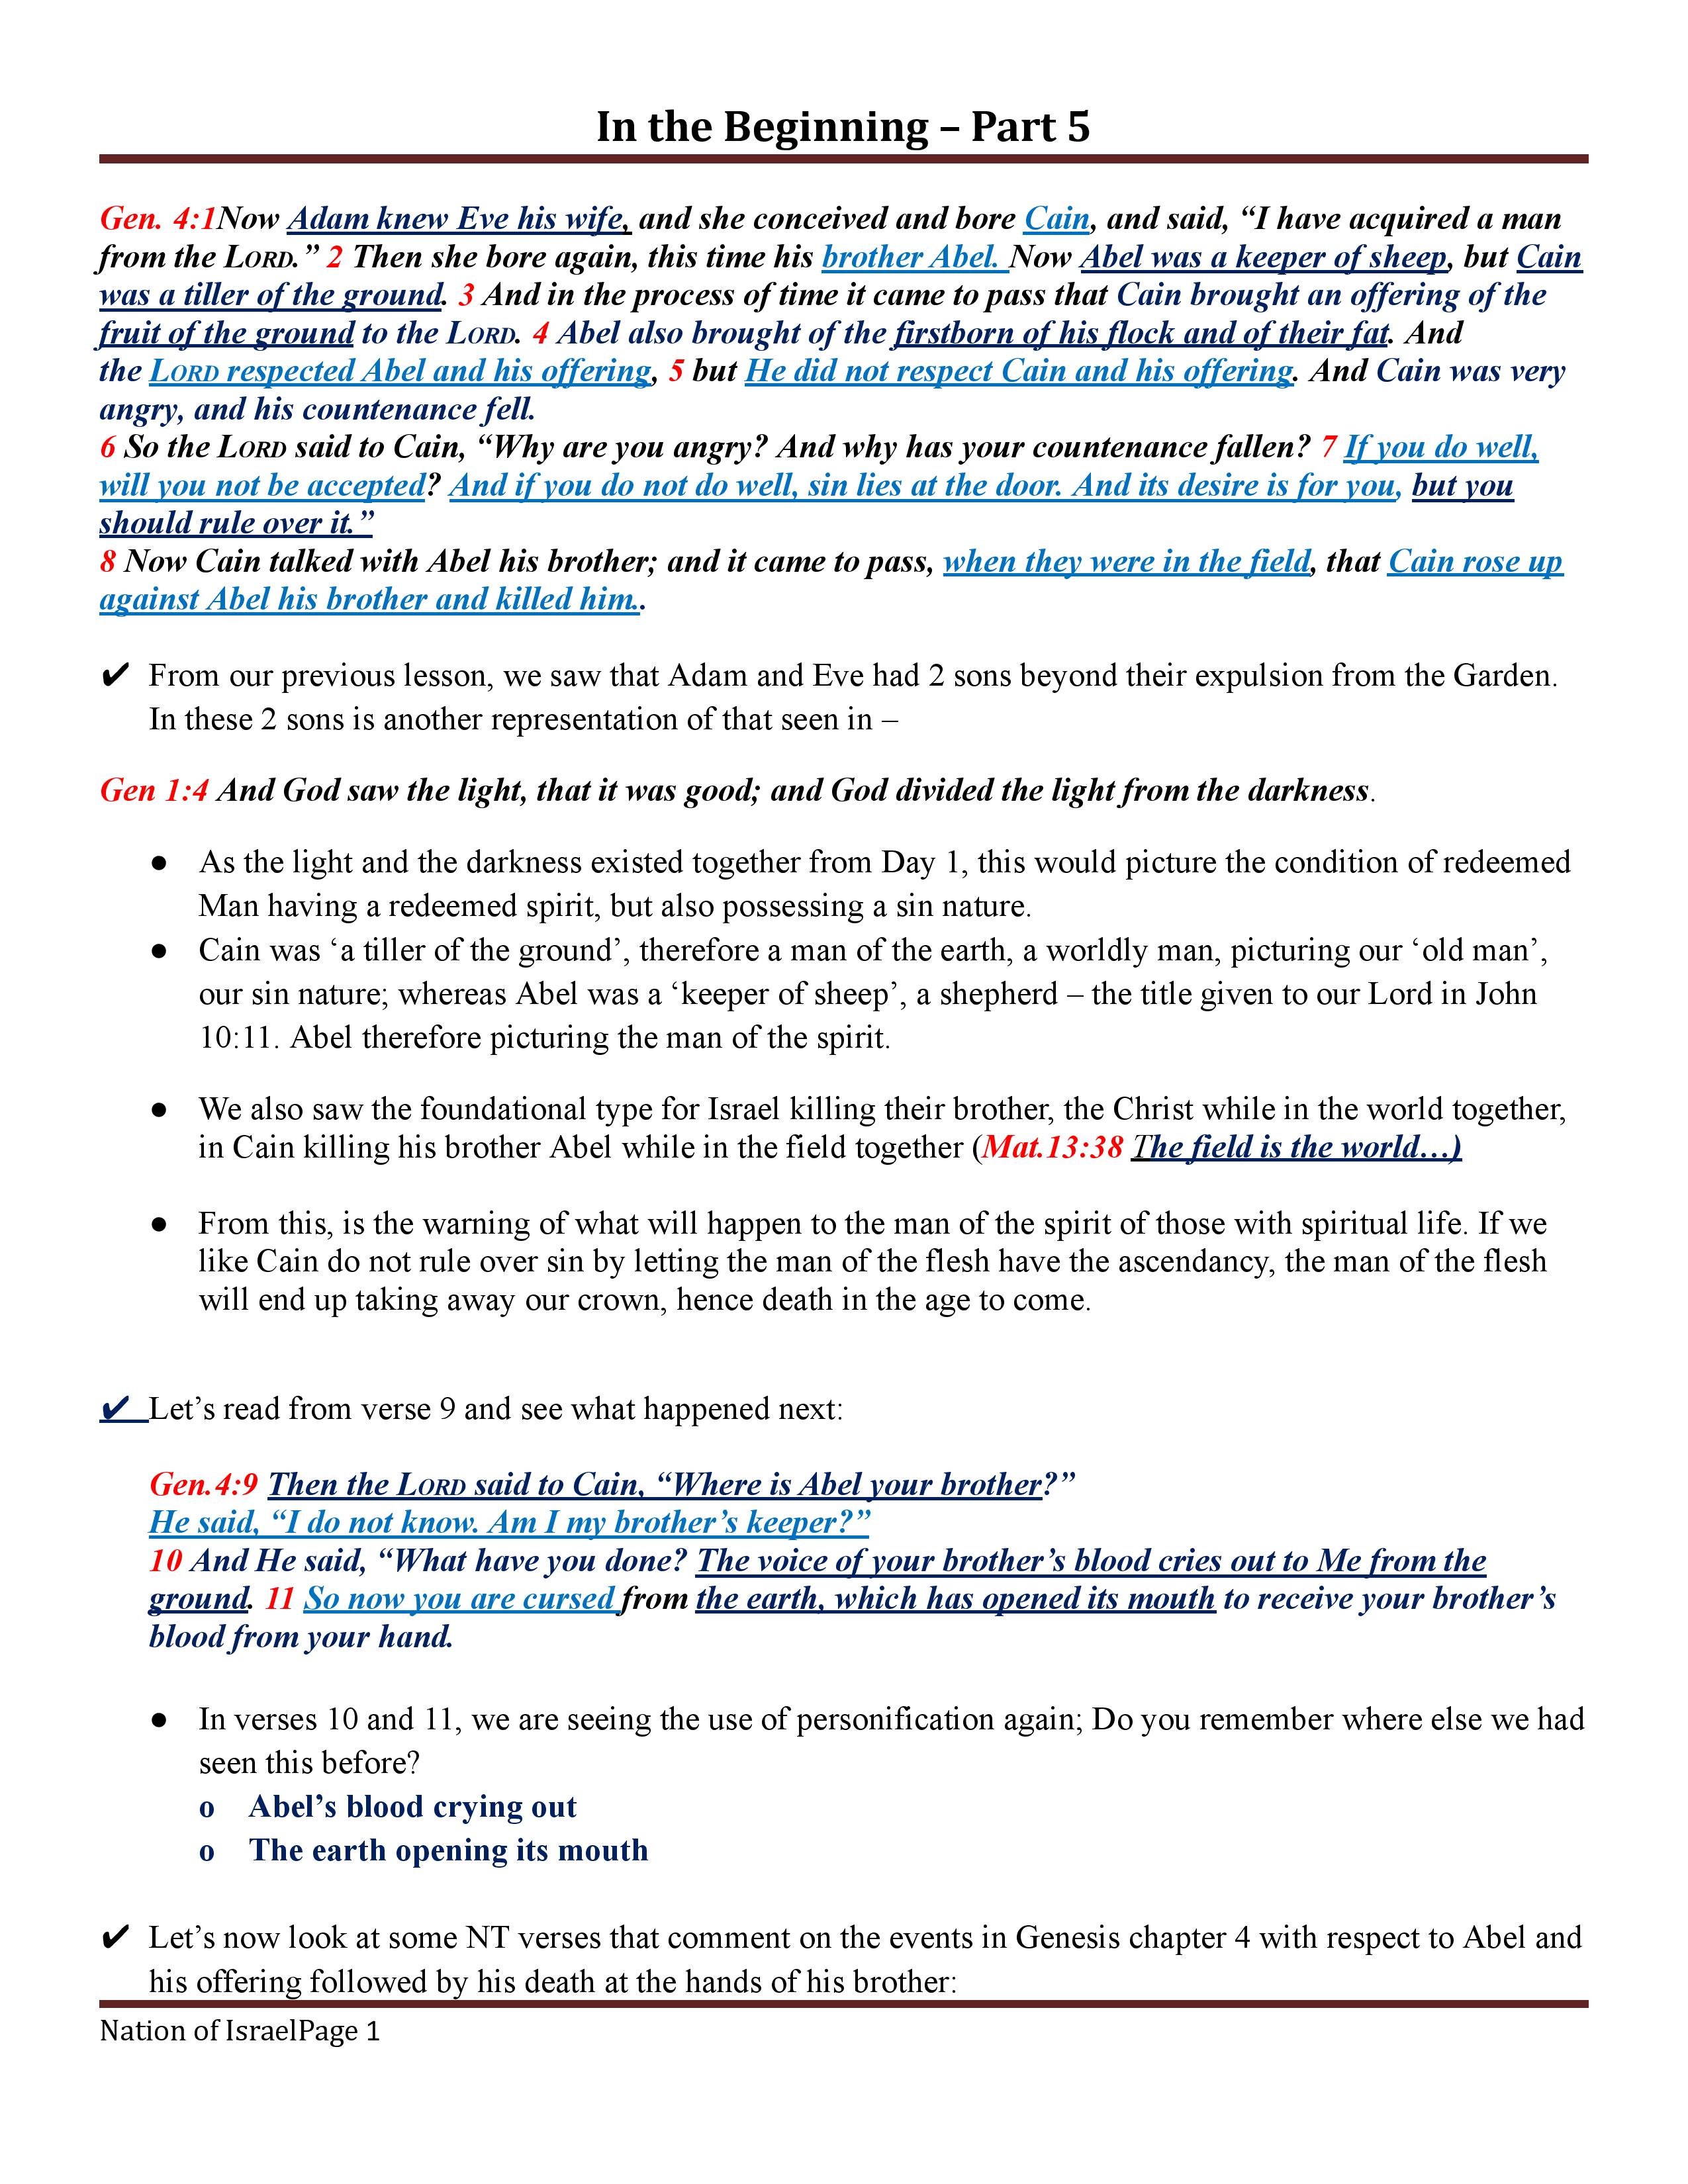 In the Beginning – Part 5
Gen. 4:1Now Adam knew Eve his wife, and she conceived and bore Cain, and said, “I have acquired a man
from the LORD.” 2 Then she bore again, this time his brother Abel. Now Abel was a keeper of sheep, but Cain
was a tiller of the ground. 3 And in the process of time it came to pass that Cain brought an offering of the
fruit of the ground to the LORD. 4 Abel also brought of the firstborn of his flock and of their fat. And
the LORD respected Abel and his offering, 5 but He did not respect Cain and his offering. And Cain was very
angry, and his countenance fell.
6 So the LORD said to Cain, “Why are you angry? And why has your countenance fallen? 7 If you do well,
will you not be accepted? And if you do not do well, sin lies at the door. And its desire is for you, but you
should rule over it.”
8 Now Cain talked with Abel his brother; and it came to pass, when they were in the field, that Cain rose up
against Abel his brother and killed him..
✔ From our previous lesson, we saw that Adam and Eve had 2 sons beyond their expulsion from the Garden.
In these 2 sons is another representation of that seen in –
Gen 1:4 And God saw the light, that it was good; and God divided the light from the darkness.
● As the light and the darkness existed together from Day 1, this would picture the condition of redeemed
Man having a redeemed spirit, but also possessing a sin nature.
● Cain was ‘a tiller of the ground’, therefore a man of the earth, a worldly man, picturing our ‘old man’,
our sin nature; whereas Abel was a ‘keeper of sheep’, a shepherd – the title given to our Lord in John
10:11. Abel therefore picturing the man of the spirit.
● We also saw the foundational type for Israel killing their brother, the Christ while in the world together,
in Cain killing his brother Abel while in the field together (Mat.13:38 The field is the world…)
● From this, is the warning of what will happen to the man of the spirit of those with spiritual life. If we
like Cain do not rule over sin by letting the man of the flesh have the ascendancy, the man of the flesh
will end up taking away our crown, hence death in the age to come.
✔ Let’s read from verse 9 and see what happened next:
Gen.4:9 Then the LORD said to Cain, “Where is Abel your brother?”
He said, “I do not know. Am I my brother’s keeper?”
10 And He said, “What have you done? The voice of your brother’s blood cries out to Me from the
ground. 11 So now you are cursed from the earth, which has opened its mouth to receive your brother’s
blood from your hand.
● In verses 10 and 11, we are seeing the use of personification again; Do you remember where else we had
seen this before?
o Abel’s blood crying out
o The earth opening its mouth
✔ Let’s now look at some NT verses that comment on the events in Genesis chapter 4 with respect to Abel and
his offering followed by his death at the hands of his brother:
Nation of IsraelPage 1